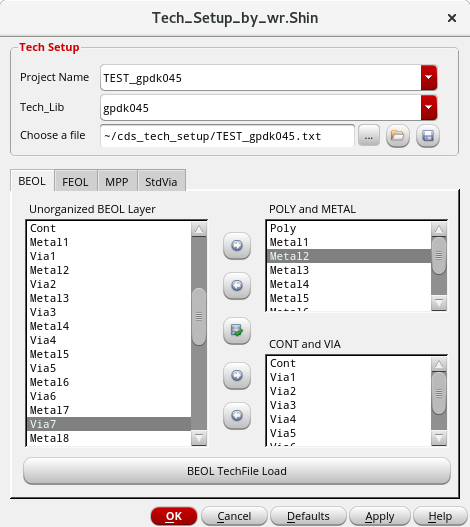 Tech_Setup_by_wr.Shin
Tech Setup
Project Name TEST_gpdk045
Tech_Lib gpdk045
Choose a file ~/cds_tech_setup/TEST_gpdk045.txt ...
BEOL FEOL MPP StdVia
Unorganized BEOL Layer
Cont
Metal1
Via1
Metal2
Via2
Metal3
Via3
Metal4
Via4
Metal5
Via5
Metal6
Via6
Metal7
Via7
Metal8
POLY and METAL
Poly
Metal1
Metal2
Metal3
Metal4
Metal5
Metal6
CONT and VIA
Cont
Via1
Via2
Via3
Via4
Via5
Via6
BEOL TechFile Load
OK Cancel Defaults Apply Help